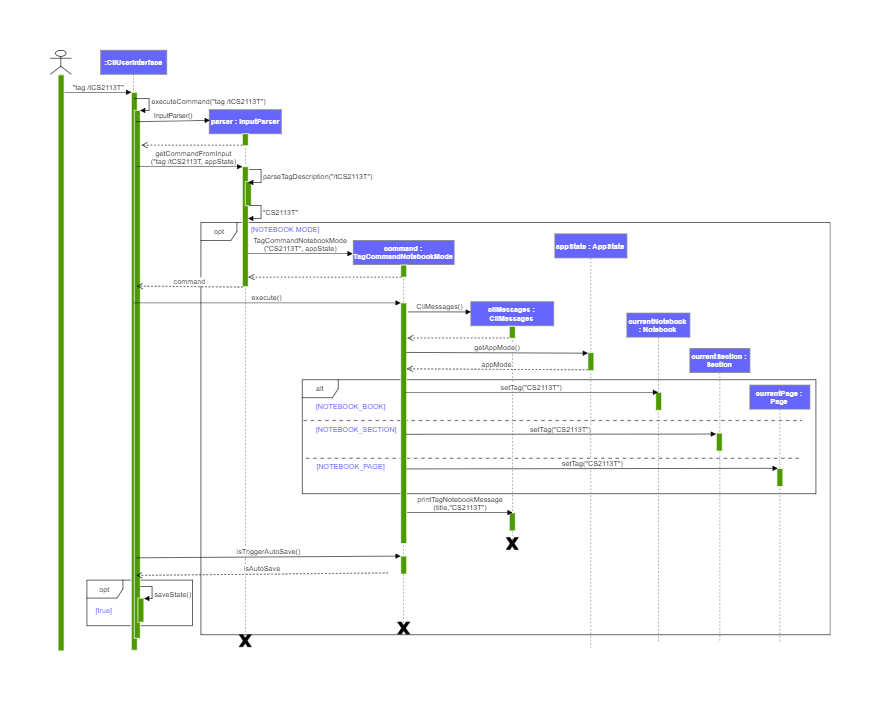 :CliUserInterface
"tag /tCS2113T"
executeCommand("tag /tCS2113T")
InputParser()
parser : InputParser
getCommandFromInput
("tag /tCS2113T, appState)
parseTagDescription("/tCS2113T")
"CS2113T"
opt
[NOTEBOOK MODE]
TagCommandNotebookMode
("CS2113T", appState)
command :
TagCommandNotebookMode
appState : AppState
command
execute()
CliMessages()
cliMessages :
CliMessages
currentNotebook
: Notebook
getAppMode()
appMode
currentSection :
Section
alt
setTag("CS2113T")
currentPage :
Page
[NOTEBOOK_BOOK]
[NOTEBOOK_SECTION]
setTag("CS2113T")
[NOTEBOOK_PAGE]
setTag("CS2113T")
printTagNotebookMessage
(title,"CS2113T")
X
isTriggerAutoSave()
isAutoSave
opt
saveState()
[true]
X
X